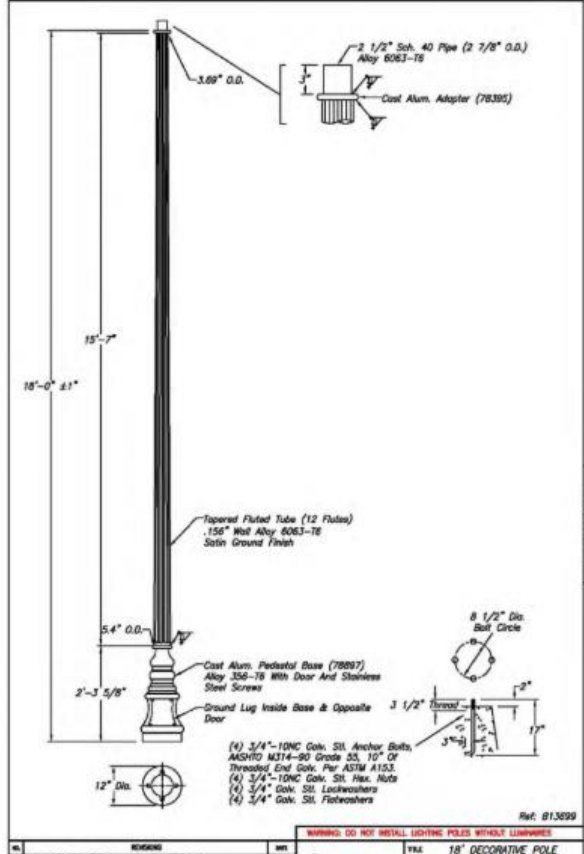 2 1/2" Sch. 40 Pipe (2 7/8" O.D.)
Alloy 6063-T6
3.89" O.D.
3"
Cast Alum. Adapter (78395)
15'-7"
18'-0" ±1"
Tapered Fluted Tube (12 Flutes)
.156" Wall Alloy 6063-T6
Satin Ground Finish
8 1/2" Dia.
Bolt Circle
5.4" O.D.
Cast Alum. Pedestal Base (78897)
Alloy 356-T6 With Door And Stainless
Steel Screws
2'-3 5/8"
Ground Lug Inside Base & Opposite
Door
2"
3 1/2" Thread
17"
3"
(4) 3/4"-10NC Galv. Stl. Anchor Bolts,
AASHTO M314-90 Grade 55, 10" Of
Threaded End Galv. Per ASTM A153.
(4) 3/4"-10NC Galv. Stl. Hex. Nuts
(4) 3/4" Galv. Stl. Lockwashers
(4) 3/4" Galv. Stl. Flatwashers
12" Dia.
Ref: B13699
WARNING: DO NOT INSTALL LIGHTING POLES WITHOUT LUMINAIRES
NO.
REVISIONS
DATE
TITLE
18' DECORATIVE POLE